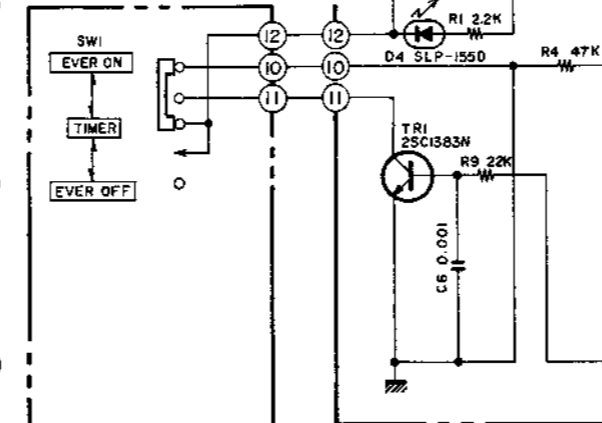 12 12 R1 2.2K
SW1
EVER ON
10 10 D4 SLP-155D R4 47K
11 11
TIMER
TR1
2SC1383N
R9 22K
EVER OFF
C6 0.001